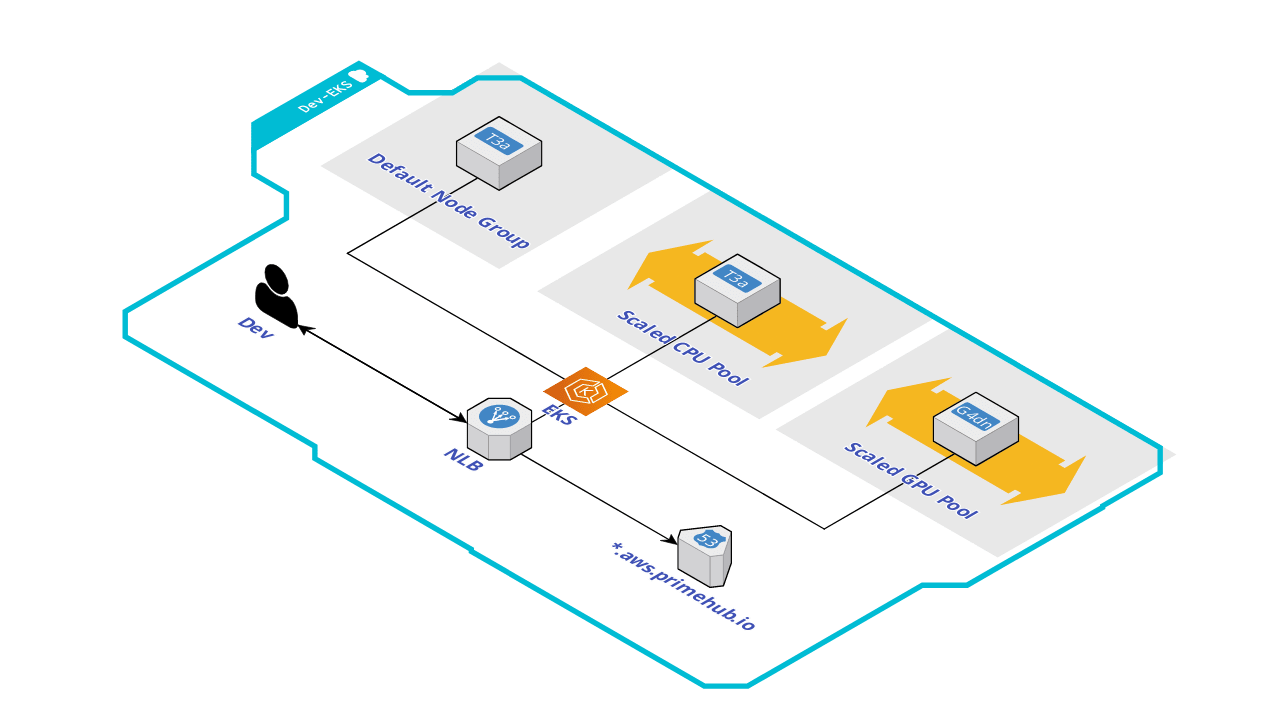 Dev-EKS
T3a
Default Node Group
T3a
Scaled CPU Pool
G4dn
Scaled GPU Pool
Dev
K
EKS
NLB
53
*.aws.primehub.io